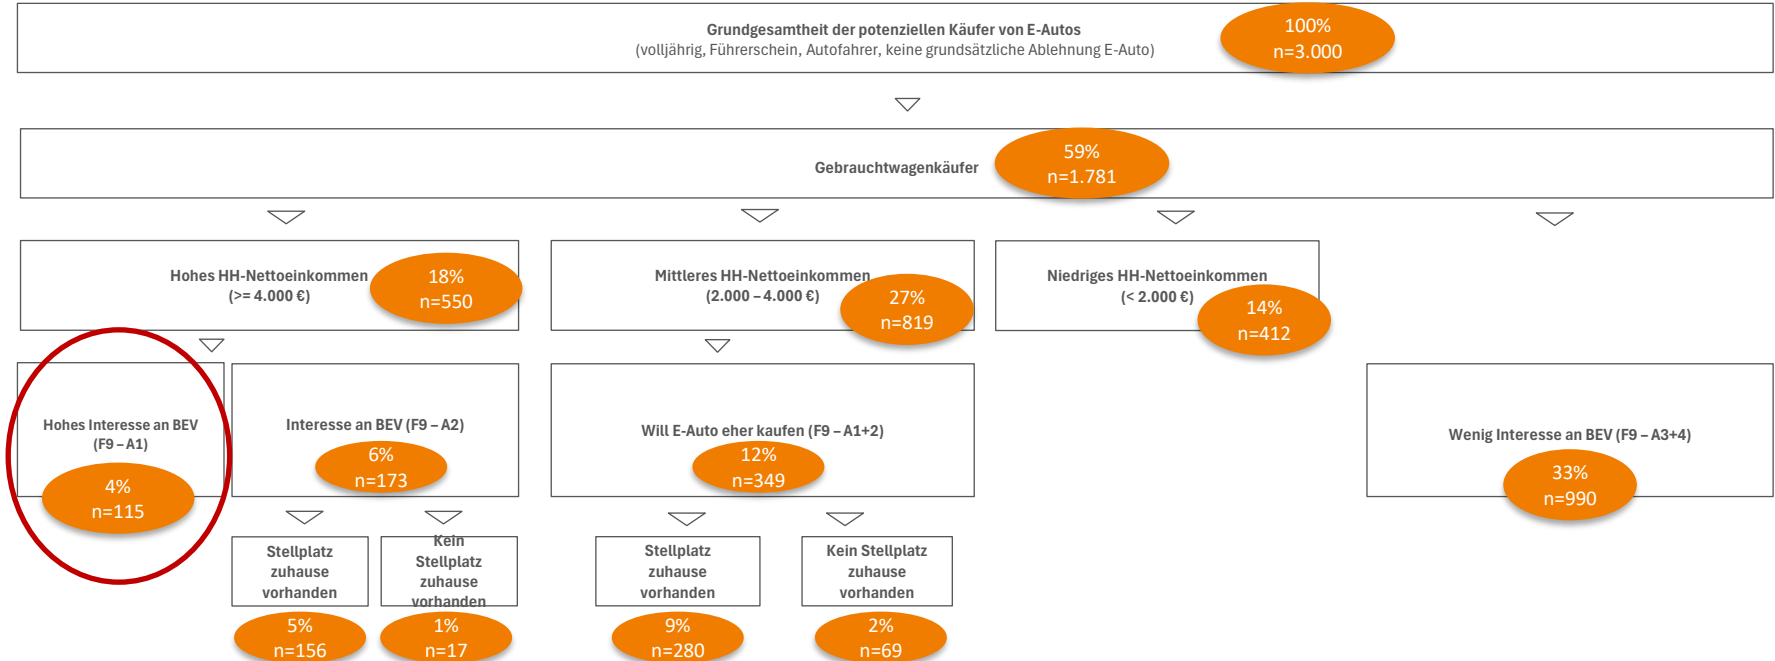 Grundgesamtheit der potenziellen Käufer von E-Autos
(volljährig, Führerschein, Autofahrer, keine grundsätzliche Ablehnung E-Auto)
100%
n=3.000
Gebrauchtwagenkäufer
59%
n=1.781
Hohes HH-Nettoeinkommen
(>= 4.000 €)
18%
n=550
Mittleres HH-Nettoeinkommen
(2.000 – 4.000 €)
27%
n=819
Niedriges HH-Nettoeinkommen
(< 2.000 €)
14%
n=412
Hohes Interesse an BEV
(F9 – A1)
4%
n=115
Interesse an BEV (F9 – A2)
6%
n=173
Will E-Auto eher kaufen (F9 – A1+2)
12%
n=349
Wenig Interesse an BEV (F9 – A3+4)
33%
n=990
Stellplatz
zuhause
vorhanden
5%
n=156
Kein
Stellplatz
zuhause
vorhanden
1%
n=17
Stellplatz
zuhause
vorhanden
9%
n=280
Kein Stellplatz
zuhause
vorhanden
2%
n=69